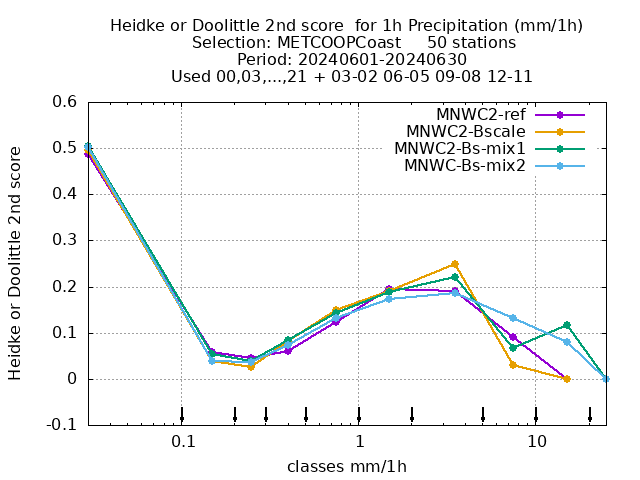 Heidke or Doolittle 2nd score  for 1h Precipitation (mm/1h)
Selection: METCOOPCoast     50 stations
Period: 20240601-20240630
Used 00,03,...,21 + 03-02 06-05 09-08 12-11
MNWC2-ref
MNWC2-Bscale
MNWC2-Bs-mix1
MNWC-Bs-mix2
Heidke or Doolittle 2nd score
0.6
0.5
0.4
0.3
0.2
0.1
0
-0.1
0.1 1 10
classes mm/1h